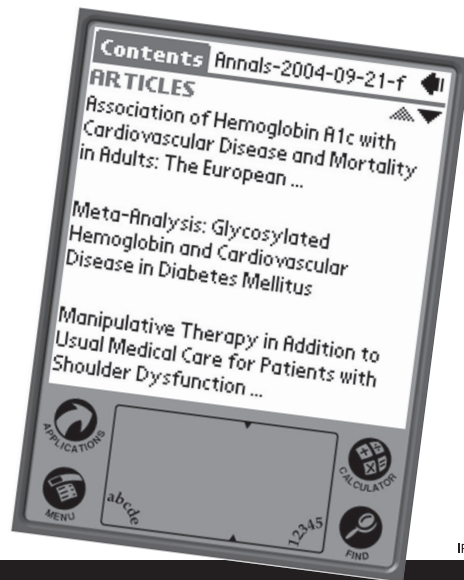 Contents Annals-2004-09-21-f
ARTICLES
Association of Hemoglobin A1c with
Cardiovascular Disease and Mortality
in Adults: The European ...
Meta-Analysis: Glycosylated
Hemoglobin and Cardiovascular
Disease in Diabetes Mellitus
Manipulative Therapy in Addition to
Usual Medical Care for Patients with
Shoulder Dysfunction ...
APPLICATIONS
CALCULATOR
MENU
abcde
12345
FIND